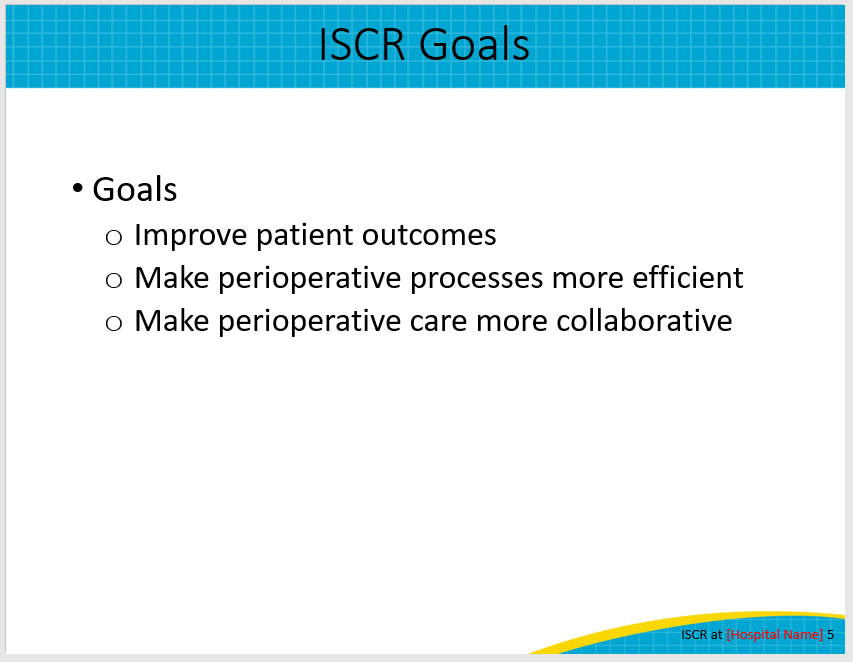 ISCR Goals
• Goals
o Improve patient outcomes
o Make perioperative processes more efficient
o Make perioperative care more collaborative
ISCR at [Hospital Name] 5